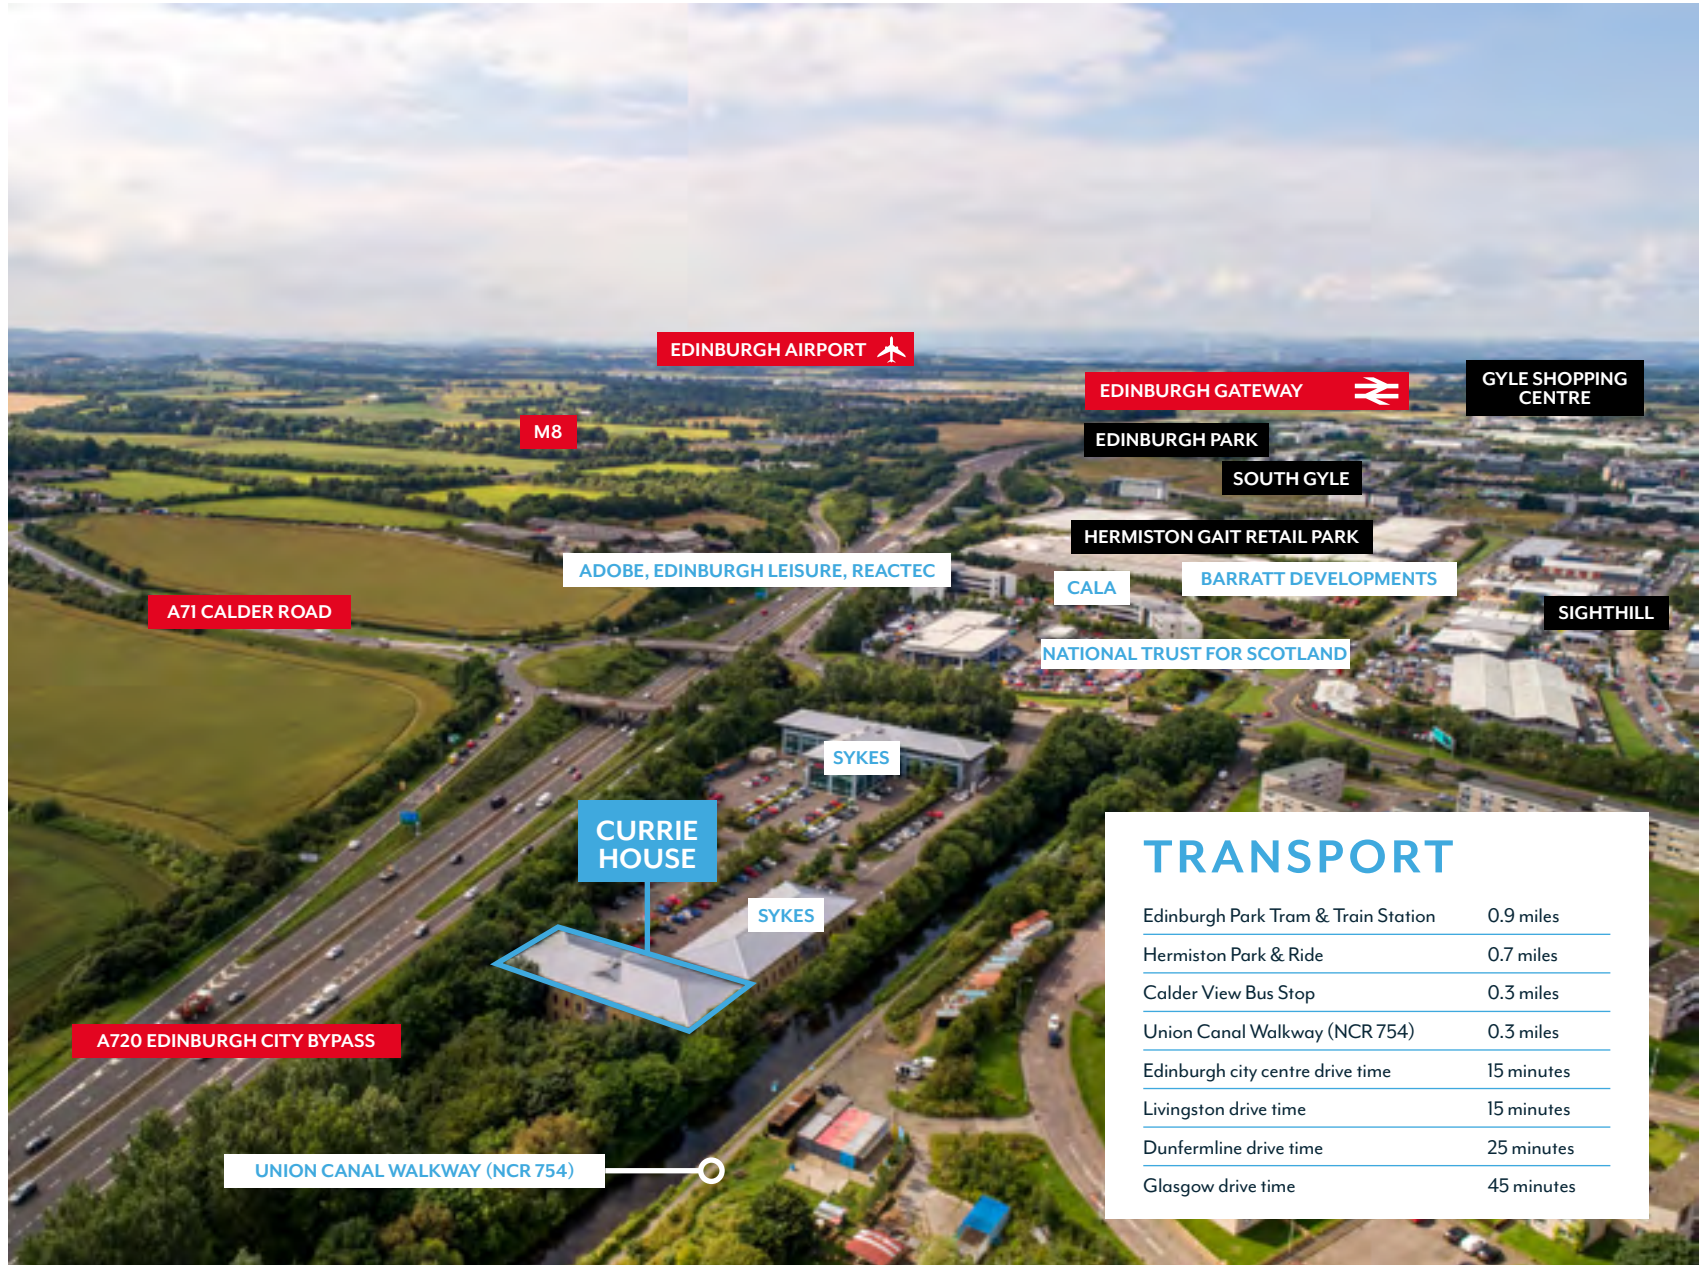 EDINBURGH AIRPORT
EDINBURGH GATEWAY
GYLE SHOPPING
CENTRE
M8
EDINBURGH PARK
SOUTH GYLE
HERMISTON GAIT RETAIL PARK
ADOBE, EDINBURGH LEISURE, REACTEC
CALA
BARRATT DEVELOPMENTS
A71 CALDER ROAD
SIGHTHILL
NATIONAL TRUST FOR SCOTLAND
SYKES
CURRIE
HOUSE
SYKES
A720 EDINBURGH CITY BYPASS
UNION CANAL WALKWAY (NCR 754)
TRANSPORT
Edinburgh Park Tram & Train Station 0.9 miles
Hermiston Park & Ride 0.7 miles
Calder View Bus Stop 0.3 miles
Union Canal Walkway (NCR 754) 0.3 miles
Edinburgh city centre drive time 15 minutes
Livingston drive time 15 minutes
Dunfermline drive time 25 minutes
Glasgow drive time 45 minutes